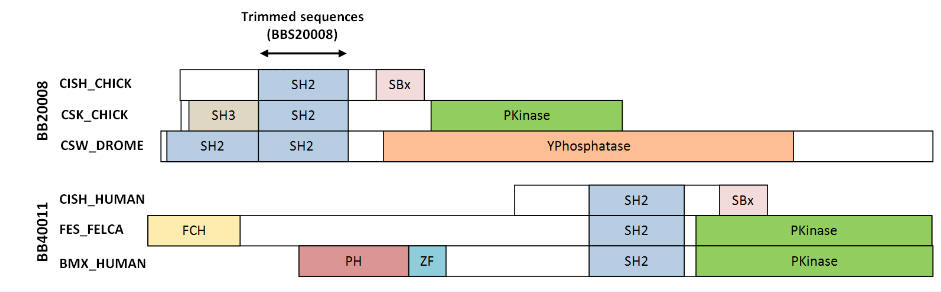 Trimmed sequences
(BBS20008)
BB20008
CISH_CHICK SH2 SBx
CSK_CHICK SH3 SH2 PKinase
CSW_DROME SH2 SH2 YPhosphatase
BB40011
CISH_HUMAN SH2 SBx
FES_FELCA FCH SH2 PKinase
BMX_HUMAN PH ZF SH2 PKinase